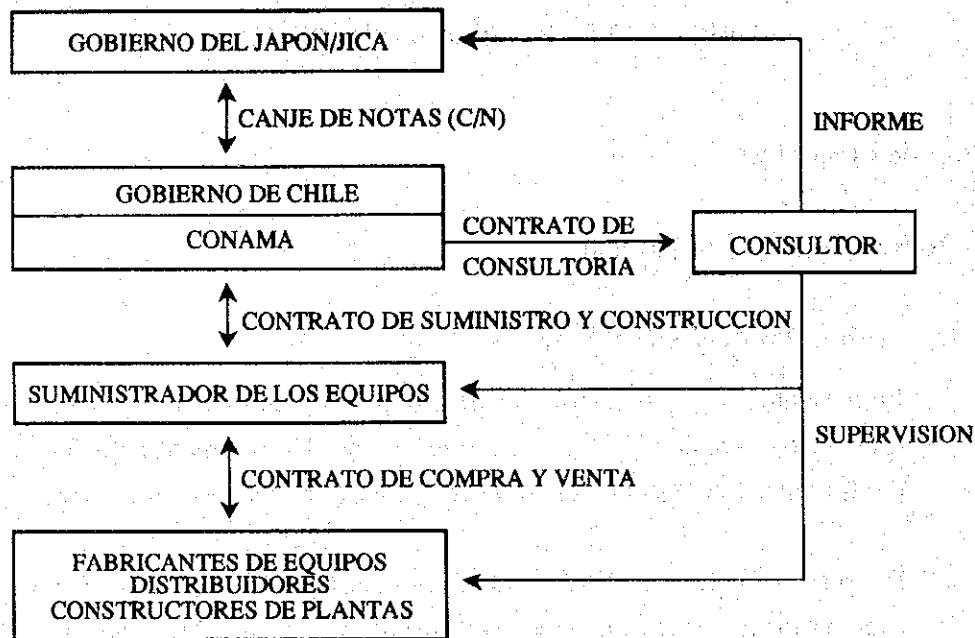 GOBIERNO DEL JAPON/JICA
CANJE DE NOTAS (C/N)
INFORME
GOBIERNO DE CHILE
CONAMA
CONTRATO DE
CONSULTORIA
CONSULTOR
CONTRATO DE SUMINISTRO Y CONSTRUCCION
SUMINISTRADOR DE LOS EQUIPOS
SUPERVISION
CONTRATO DE COMPRA Y VENTA
FABRICANTES DE EQUIPOS
DISTRIBUIDORES
CONSTRUCTORES DE PLANTAS